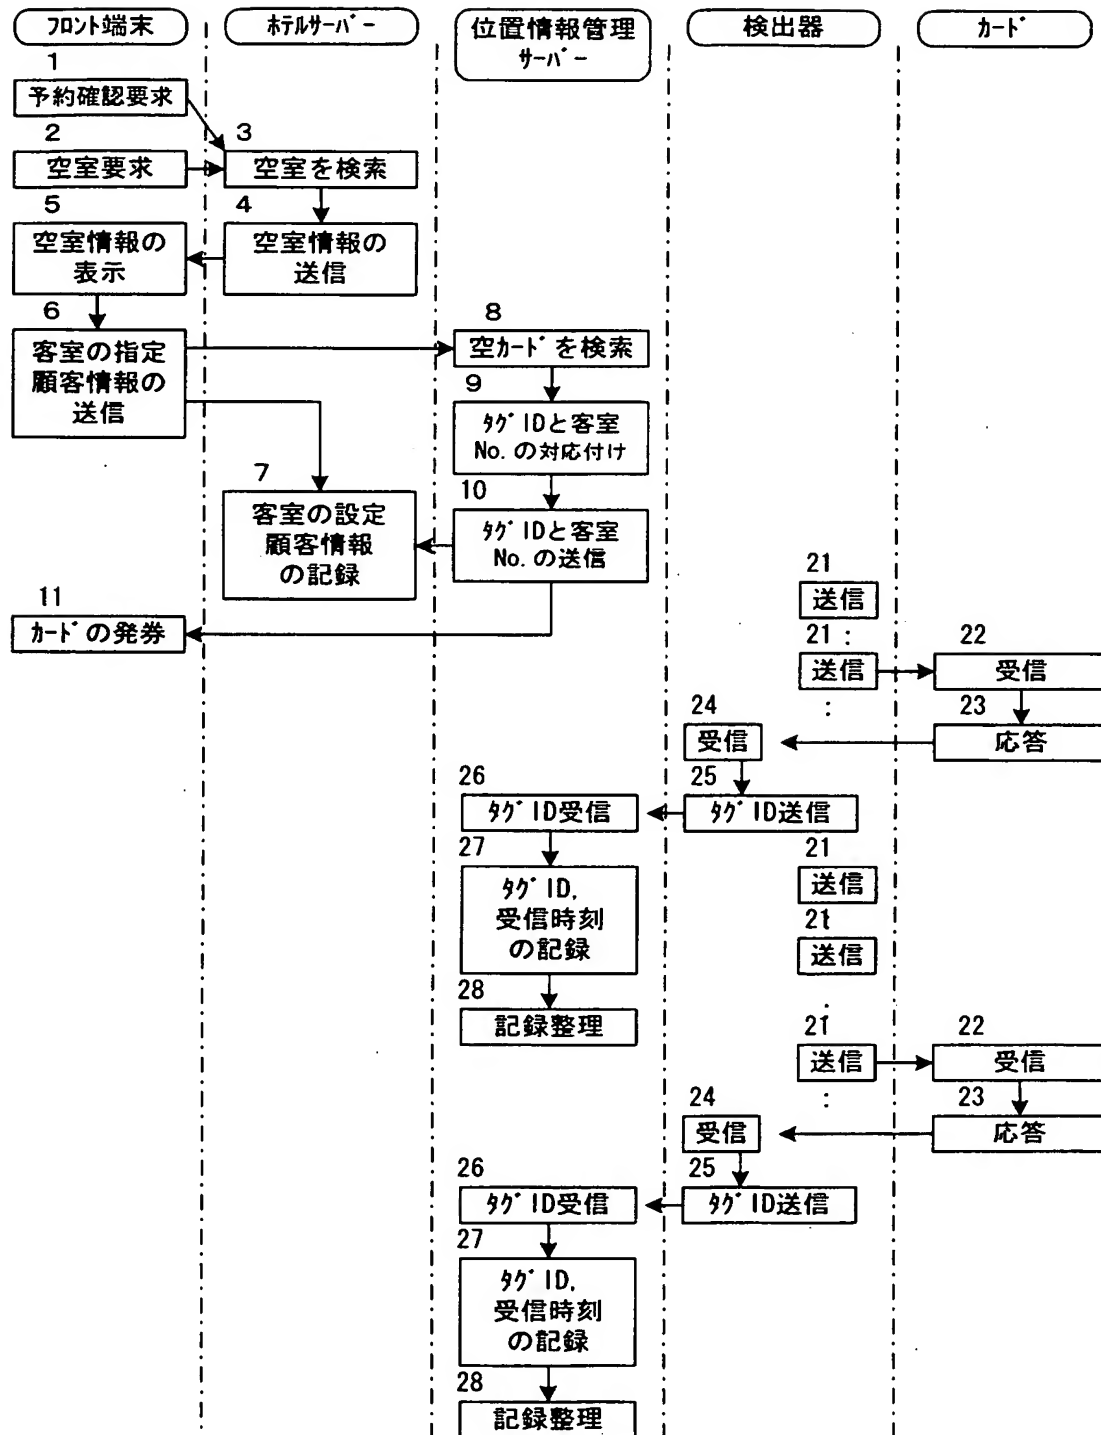 フロント端末
ホテルサーバー
位置情報管理
サーバー
検出器
カード
1
予約確認要求
2
空室要求
3
空室を検索
5
空室情報の
表示
4
空室情報の
送信
6
客室の指定
顧客情報の
送信
8
空カードを検索
9
タグIDと客室
No.の対応付け
7
客室の設定
顧客情報
の記録
10
タグIDと客室
No.の送信
11
カードの発券
21
送信
21
送信
22
受信
23
応答
24
受信
25
タグID送信
26
タグID受信
27
タグID,
受信時刻
の記録
28
記録整理
21
送信
21
送信
21
送信
22
受信
23
応答
24
受信
25
タグID送信
26
タグID受信
27
タグID,
受信時刻
の記録
28
記録整理